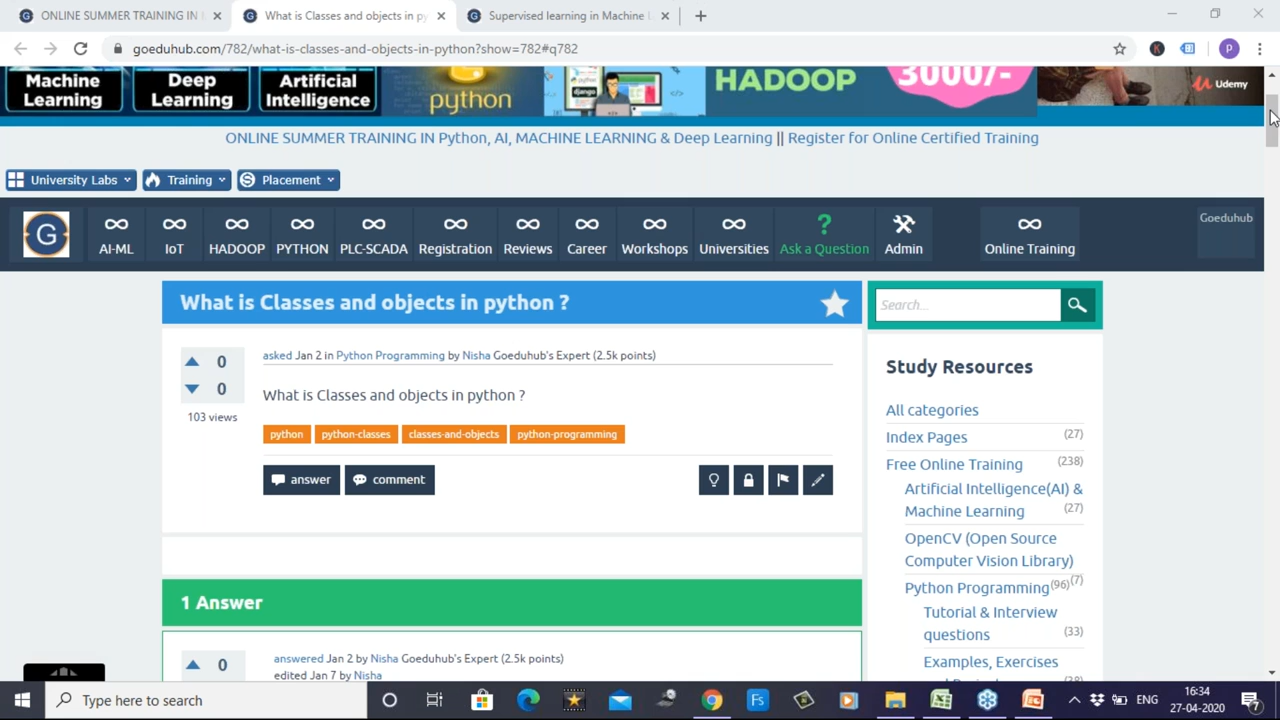 ONLINE SUMMER TRAINING IN
What is Classes and objects in py
Supervised learning in Machine
goeduhub.com/782/what-is-classes-and-objects-in-python?show=782#q782
Machine Learning
Deep Learning
Artificial Intelligence
python
django
HADOOP
3000/-
Udemy
ONLINE SUMMER TRAINING IN Python, AI, MACHINE LEARNING & Deep Learning || Register for Online Certified Training
University Labs Training Placement
G AI-ML IoT HADOOP PYTHON PLC-SCADA Registration Reviews Career Workshops Universities Ask a Question Admin Online Training Goeduhub
What is Classes and objects in python ?
0
0
103 views
asked Jan 2 in Python Programming by Nisha Goeduhub's Expert (2.5k points)
What is Classes and objects in python ?
python python-classes classes-and-objects python-programming
answer comment
1 Answer
0
answered Jan 2 by Nisha Goeduhub's Expert (2.5k points)
edited Jan 7 by Nisha
Search...
Study Resources
All categories
Index Pages (27)
Free Online Training (238)
Artificial Intelligence(AI) &
Machine Learning (27)
OpenCV (Open Source
Computer Vision Library) (7)
Python Programming (96)
Tutorial & Interview
questions (33)
Examples, Exercises
Type here to search
ENG
16:34
27-04-2020
7